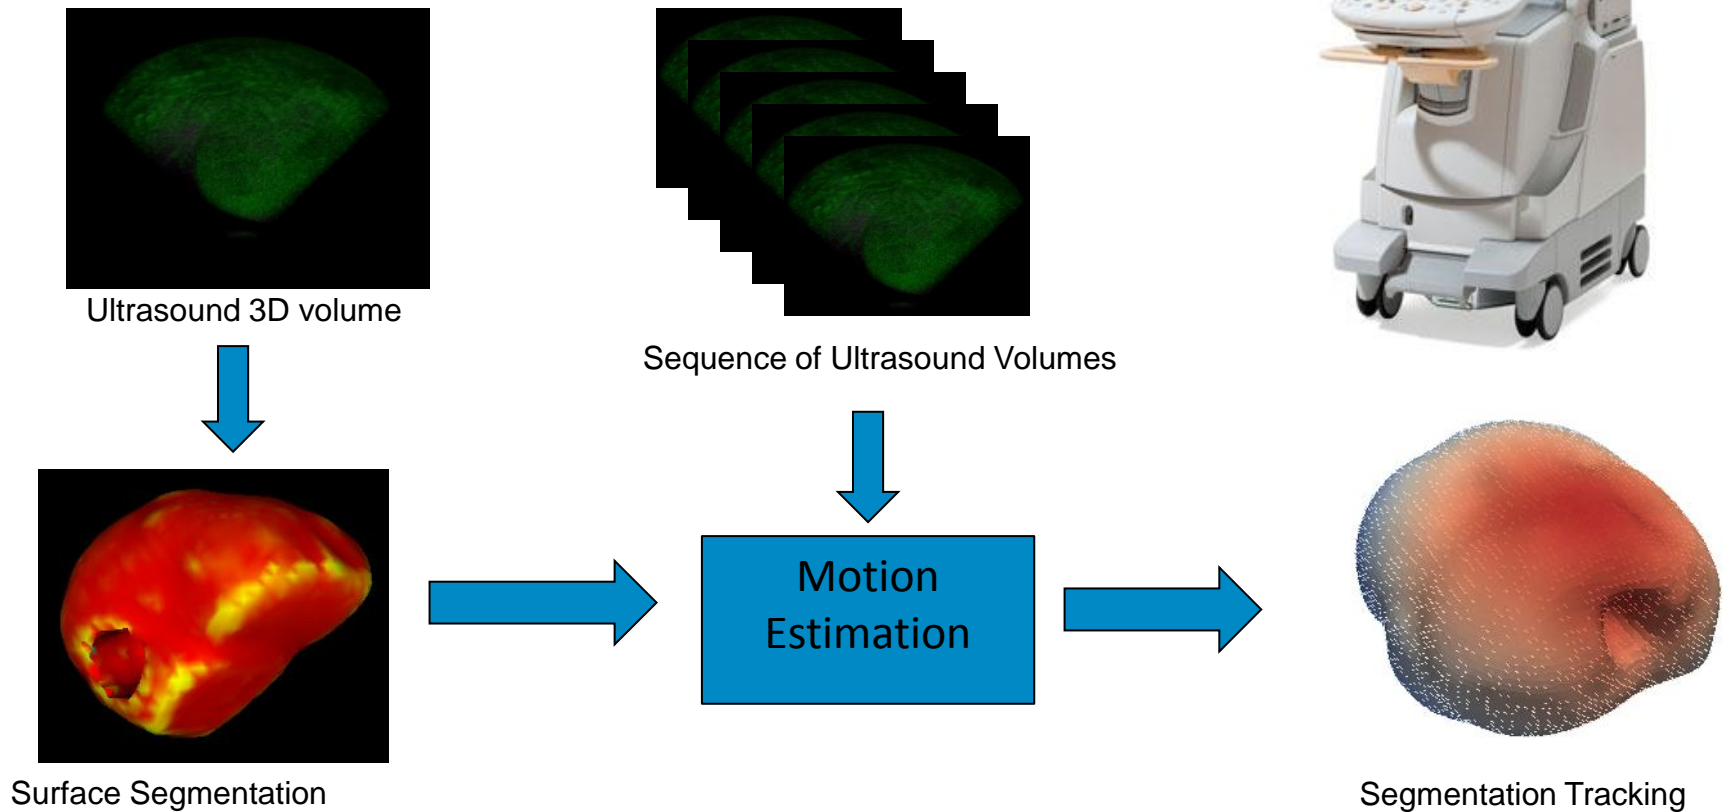 Ultrasound 3D volume
Sequence of Ultrasound Volumes
Motion
Estimation
Surface Segmentation
Segmentation Tracking